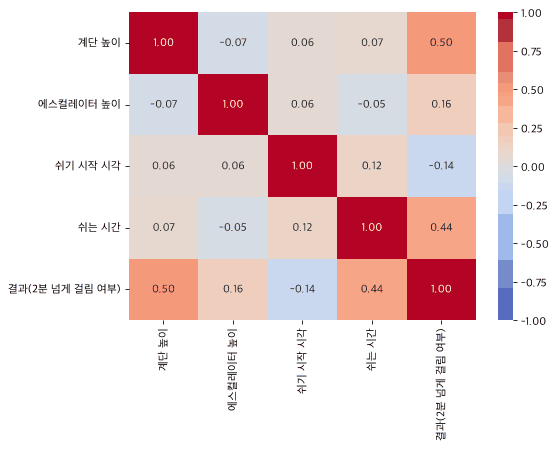 계단 높이 1.00 -0.07 0.06 0.07 0.50
에스컬레이터 높이 -0.07 1.00 0.06 -0.05 0.16
쉬기 시작 시각 0.06 0.06 1.00 0.12 -0.14
쉬는 시간 0.07 -0.05 0.12 1.00 0.44
결과(2분 넘게 걸림 여부) 0.50 0.16 -0.14 0.44 1.00
계단 높이
에스컬레이터 높이
쉬기 시작 시각
쉬는 시간
결과(2분 넘게 걸림 여부)
1.00
0.75
0.50
0.25
0.00
-0.25
-0.50
-0.75
-1.00